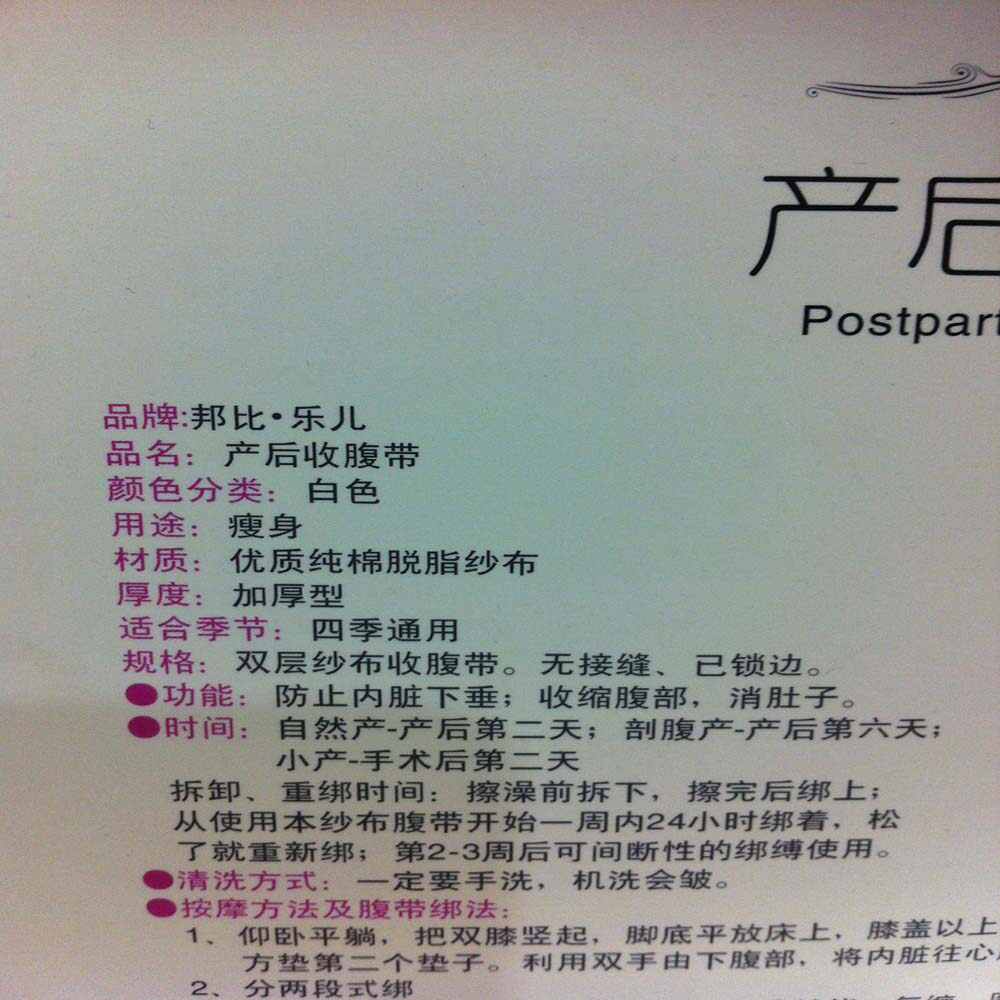 产后
Postpart
品牌:邦比·乐儿
品名：产后收腹带
颜色分类：白色
用途：瘦身
材质：优质纯棉脱脂纱布
厚度：加厚型
适合季节：四季通用
规格：双层纱布收腹带。无接缝、已锁边。
●功能：防止内脏下垂；收缩腹部，消肚子。
●时间：自然产-产后第二天；剖腹产-产后第六天；
小产-手术后第二天
拆卸、重绑时间：擦澡前拆下，擦完后绑上；
从使用本纱布腹带开始一周内24小时绑着，松
了就重新绑；第2-3周后可间断性的绑缚使用。
●清洗方式：一定要手洗，机洗会皱。
●按摩方法及腹带绑法：
1、仰卧平躺，把双膝竖起，脚底平放床上，膝盖以上
方垫第二个垫子。利用双手由下腹部，将内脏往心
2、分两段式绑